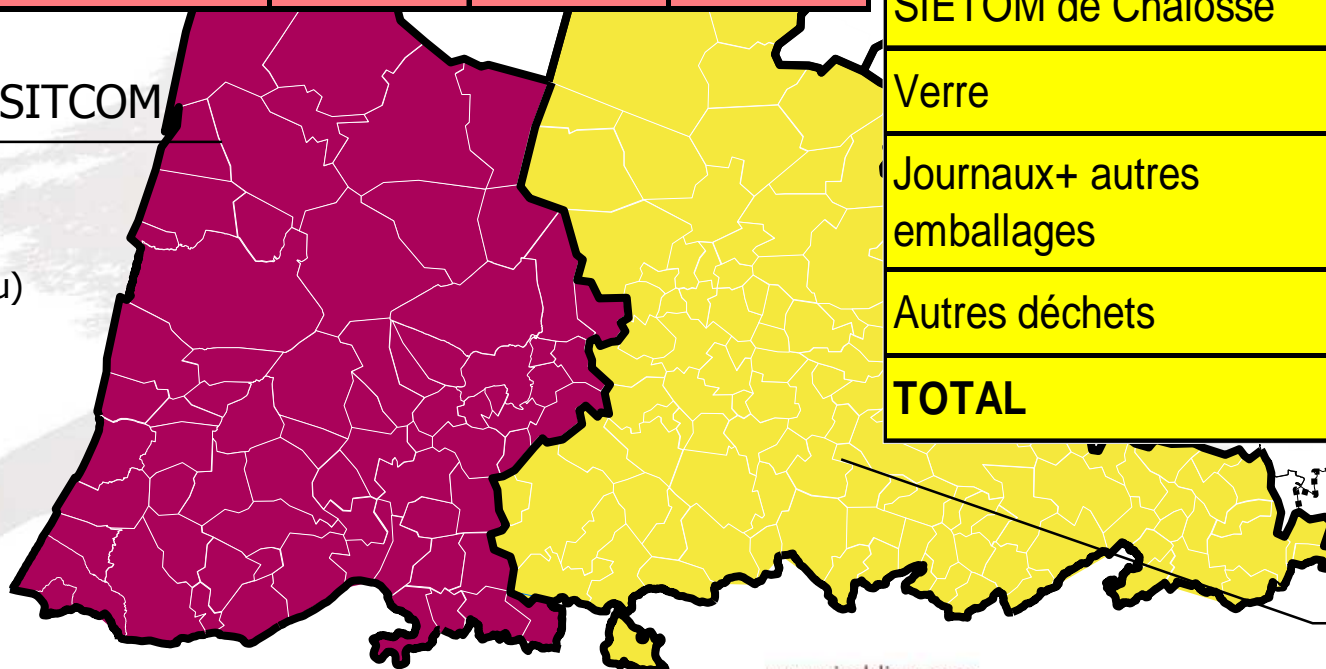 SIETOM de Chalosse
SITCOM
Verre
Journaux+ autres
emballages
u)
Autres déchets
TOTAL